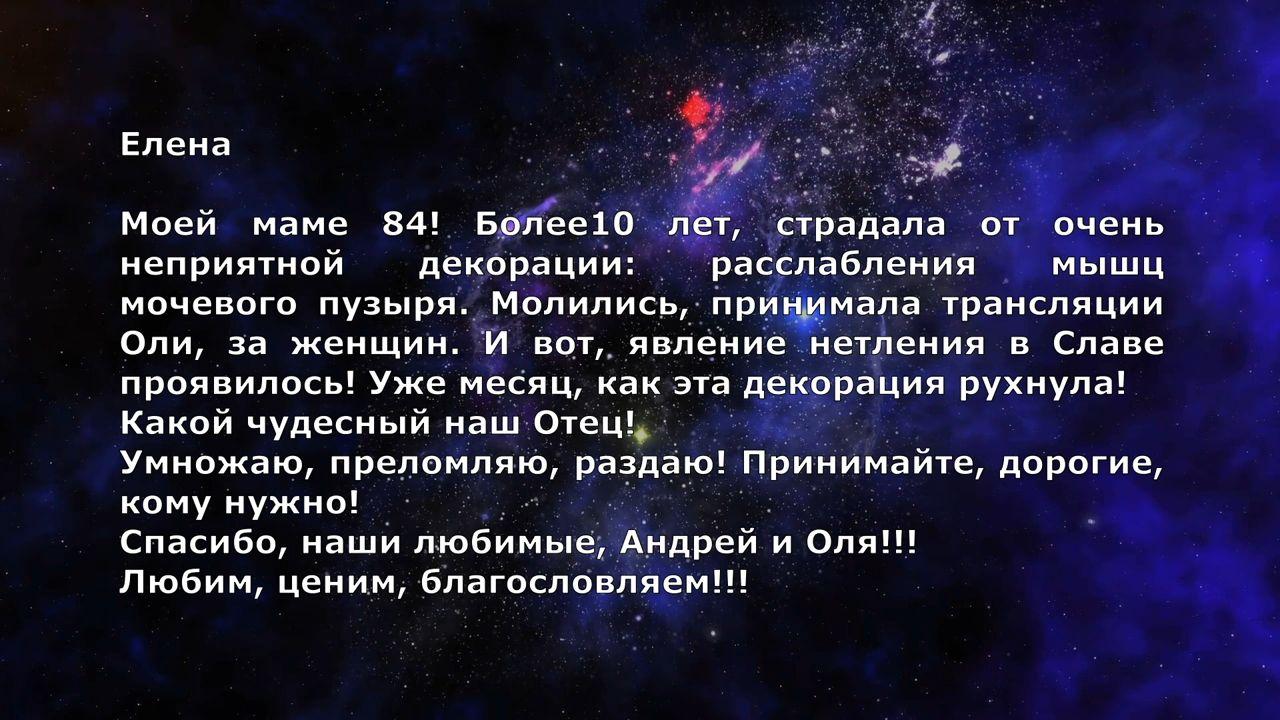 Елена
Моей маме 84! Более10 лет, страдала от очень
неприятной декорации: расслабления мышц
мочевого пузыря. Молились, принимала трансляции
Оли, за женщин. И вот, явление нетления в Славе
проявилось! Уже месяц, как эта декорация рухнула!
Какой чудесный наш Отец!
Умножаю, преломляю, раздаю! Принимайте, дорогие,
кому нужно!
Спасибо, наши любимые, Андрей и Оля!!!
Любим, ценим, благословляем!!!